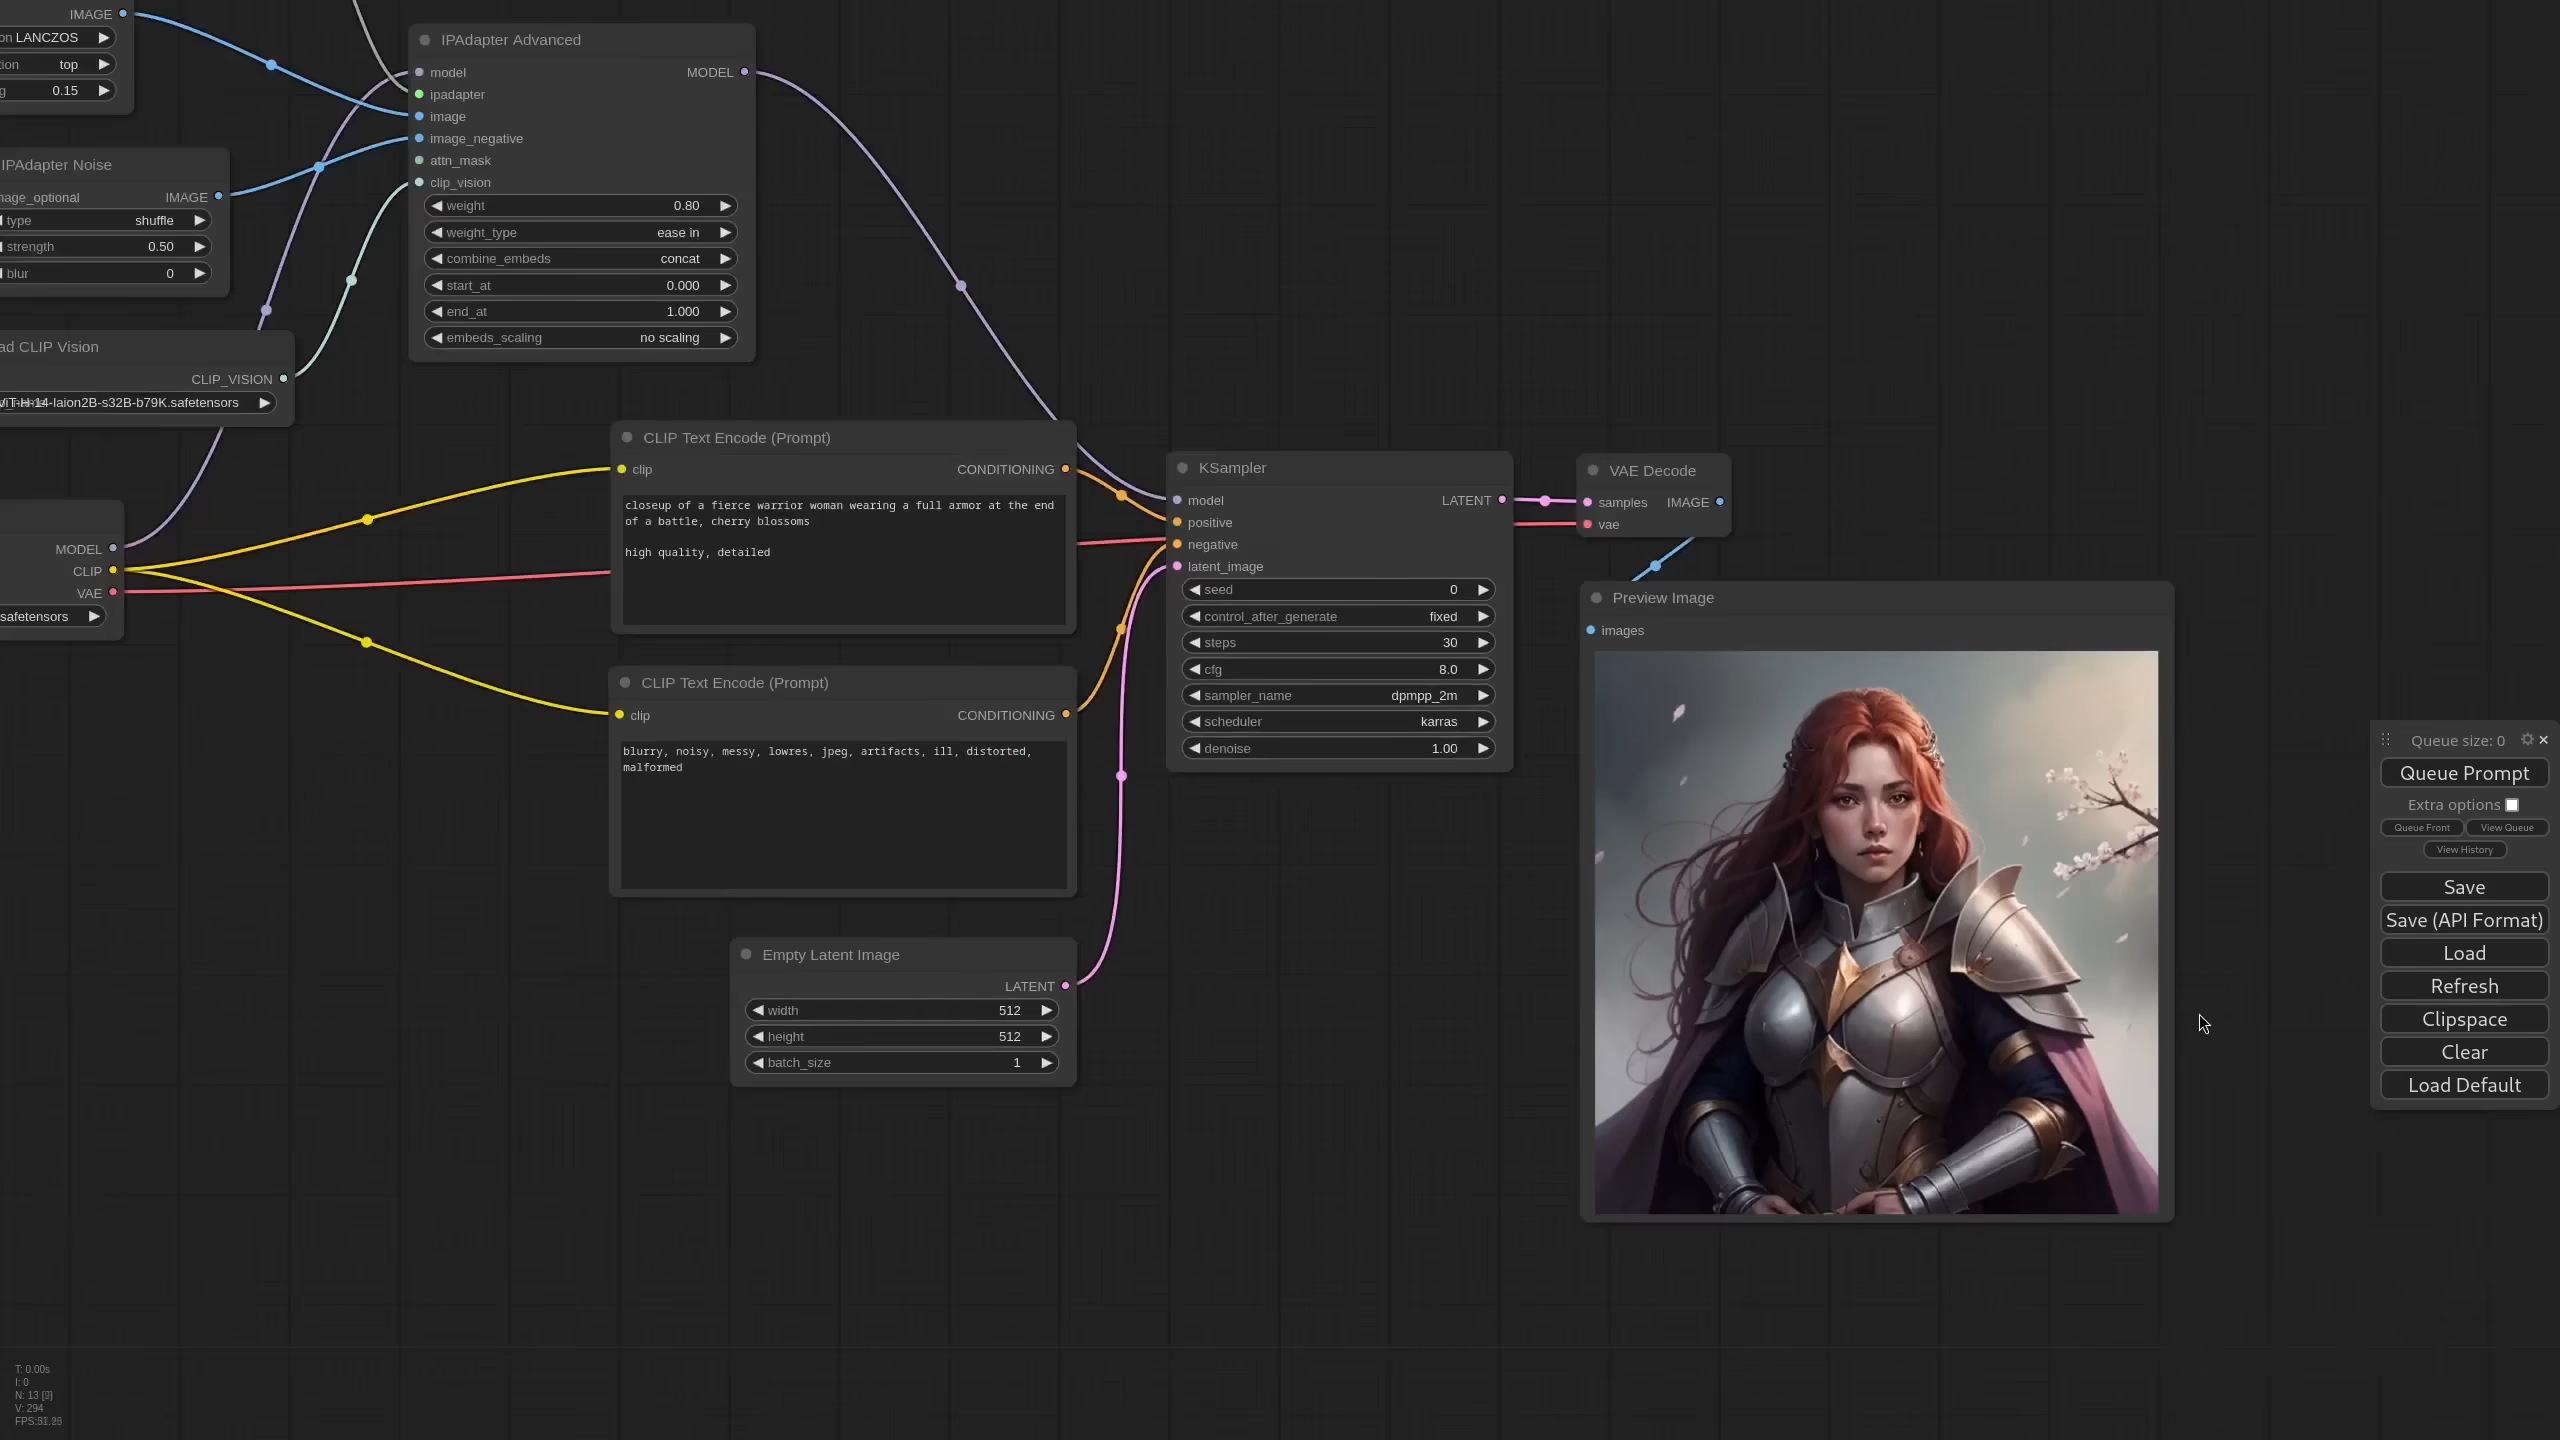 IMAGE
on LANCZOS
tion top
g 0.15
IPAdapter Noise
mage_optional IMAGE
type shuffle
strength 0.50
blur 0
ad CLIP Vision
CLIP_VISION
ViT-H-14-laion2B-s32B-b79K.safetensors
MODEL
CLIP
VAE
safetensors
IPAdapter Advanced
model MODEL
ipadapter
image
image_negative
attn_mask
clip_vision
weight 0.80
weight_type ease in
combine_embeds concat
start_at 0.000
end_at 1.000
embeds_scaling no scaling
CLIP Text Encode (Prompt)
clip CONDITIONING
closeup of a fierce warrior woman wearing a full armor at the end
of a battle, cherry blossoms
high quality, detailed
CLIP Text Encode (Prompt)
clip CONDITIONING
blurry, noisy, messy, lowres, jpeg, artifacts, ill, distorted,
malformed
Empty Latent Image
LATENT
width 512
height 512
batch_size 1
KSampler
model LATENT
positive
negative
latent_image
seed 0
control_after_generate fixed
steps 30
cfg 8.0
sampler_name dpmpp_2m
scheduler karras
denoise 1.00
VAE Decode
samples IMAGE
vae
Preview Image
images
Queue size: 0
Queue Prompt
Extra options
Queue Front View Queue
View History
Save
Save (API Format)
Load
Refresh
Clipspace
Clear
Load Default
T: 0.00s
I: 0
N: 13
V: 294